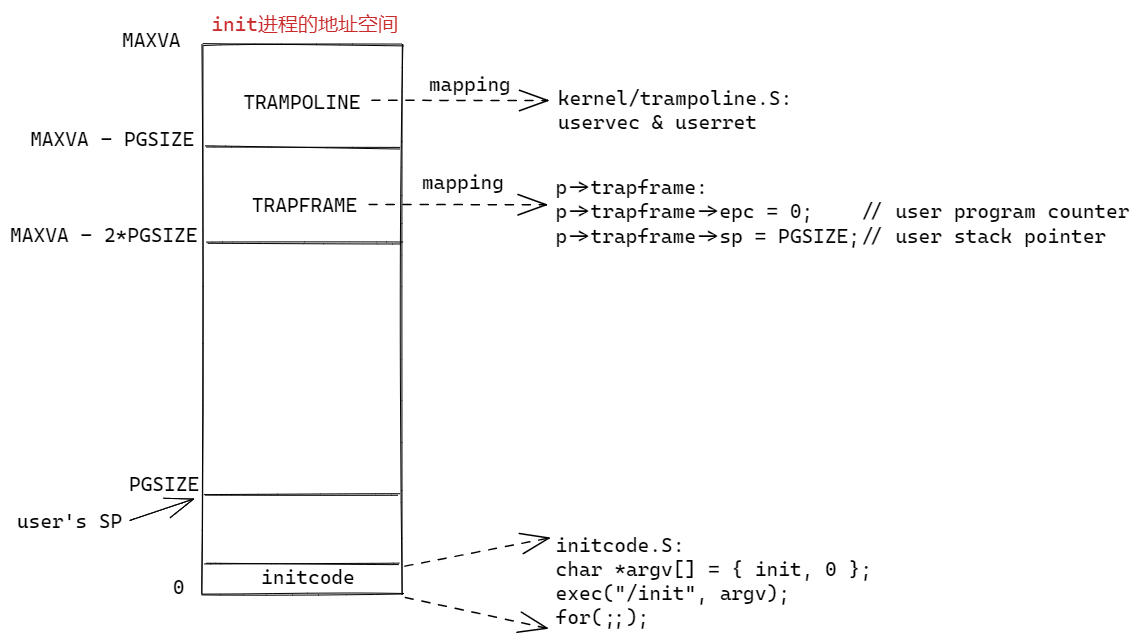 init进程的地址空间
MAXVA
mapping
TRAMPOLINE
kernel/trampoline.S:
uservec & userret
MAXVA - PGSIZE
mapping
TRAPFRAME
p->trapframe:
p->trapframe->epc = 0; // user program counter
p->trapframe->sp = PGSIZE; // user stack pointer
MAXVA - 2*PGSIZE
PGSIZE
user's SP
initcode
0
initcode.S:
char *argv[] = { init, 0 };
exec("/init", argv);
for(;;);